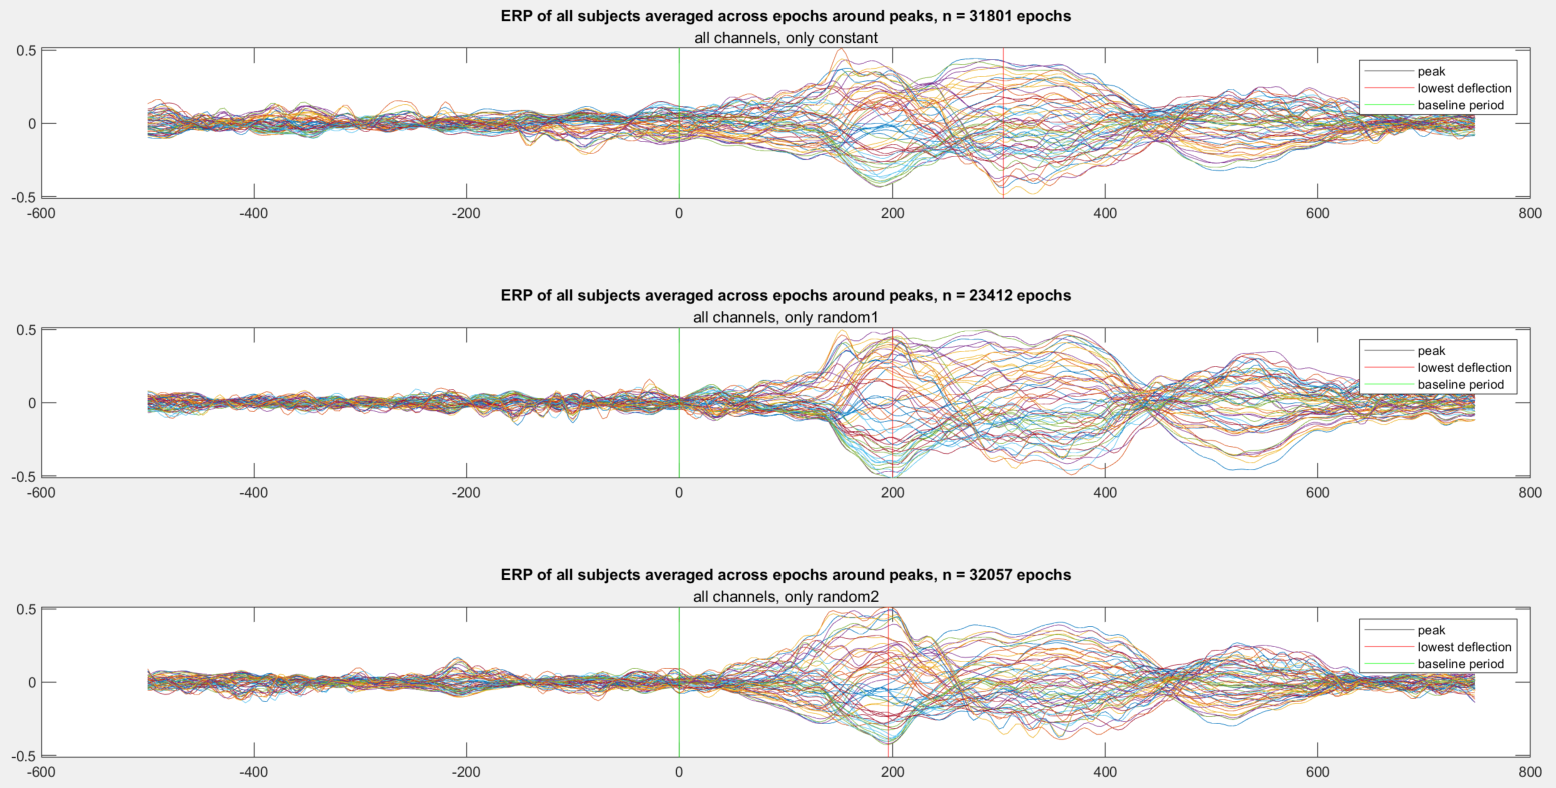 ERP of all subjects averaged across epochs around peaks, n = 31801 epochs
all channels, only constant
0.5
0
-0.5
-600 -400 -200 0 200 400 600 800
peak
lowest deflection
baseline period
ERP of all subjects averaged across epochs around peaks, n = 23412 epochs
all channels, only random1
0.5
0
-0.5
-600 -400 -200 0 200 400 600 800
peak
lowest deflection
baseline period
ERP of all subjects averaged across epochs around peaks, n = 32057 epochs
all channels, only random2
0.5
0
-0.5
-600 -400 -200 0 200 400 600 800
peak
lowest deflection
baseline period